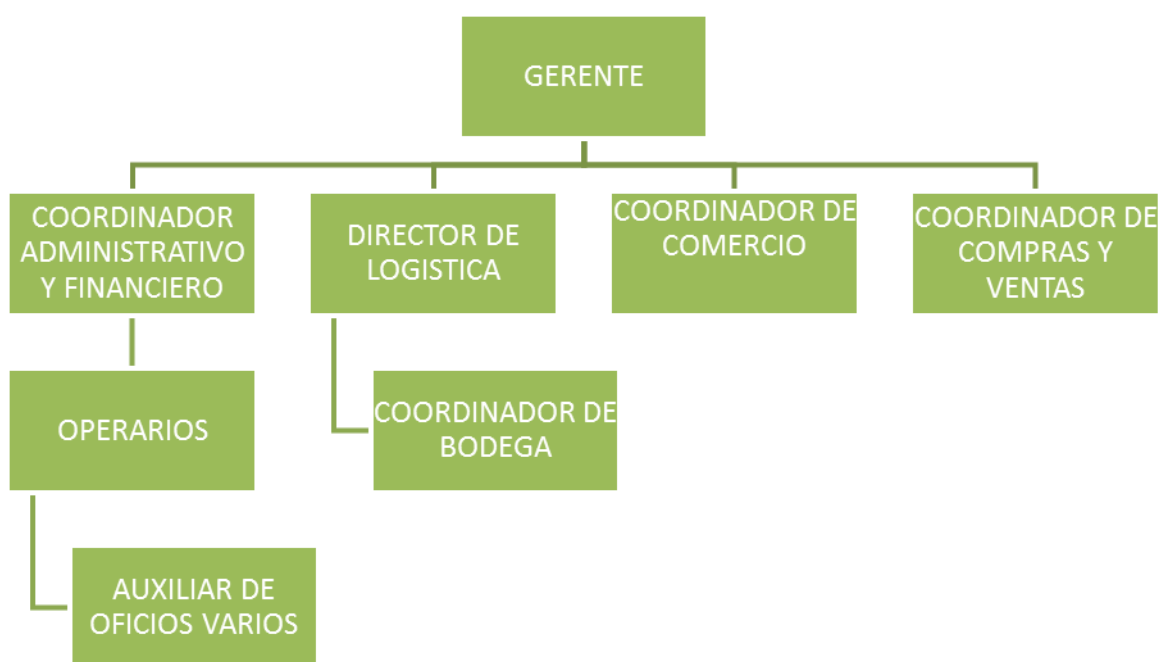 GERENTE
COORDINADOR
ADMINISTRATIVO
Y FINANCIERO
DIRECTOR DE
LOGISTICA
COORDINADOR DE
COMERCIO
COORDINADOR DE
COMPRAS Y
VENTAS
OPERARIOS
COORDINADOR DE
BODEGA
AUXILIAR DE
OFICIOS VARIOS